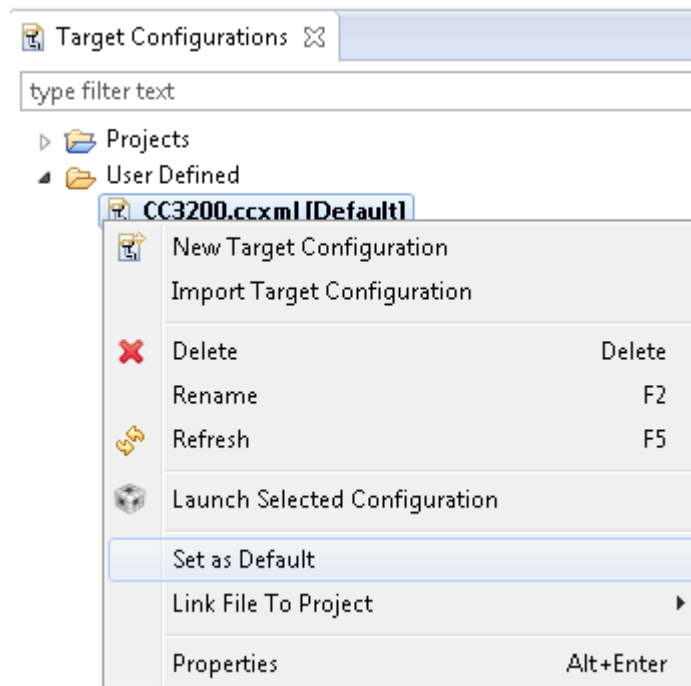 Target Configurations
type filter text
Projects
User Defined
CC3200.ccxml [Default]
New Target Configuration
Import Target Configuration
Delete Delete
Rename F2
Refresh F5
Launch Selected Configuration
Set as Default
Link File To Project
Properties Alt+Enter